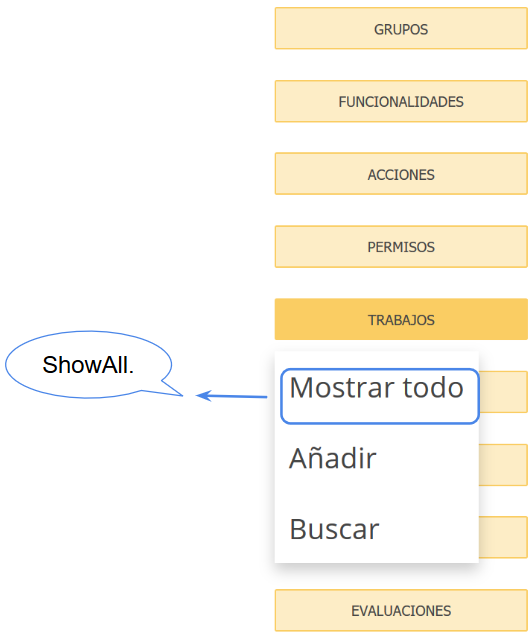 GRUPOS
FUNCIONALIDADES
ACCIONES
PERMISOS
TRABAJOS
ShowAll.
Mostrar todo
Añadir
Buscar
EVALUACIONES